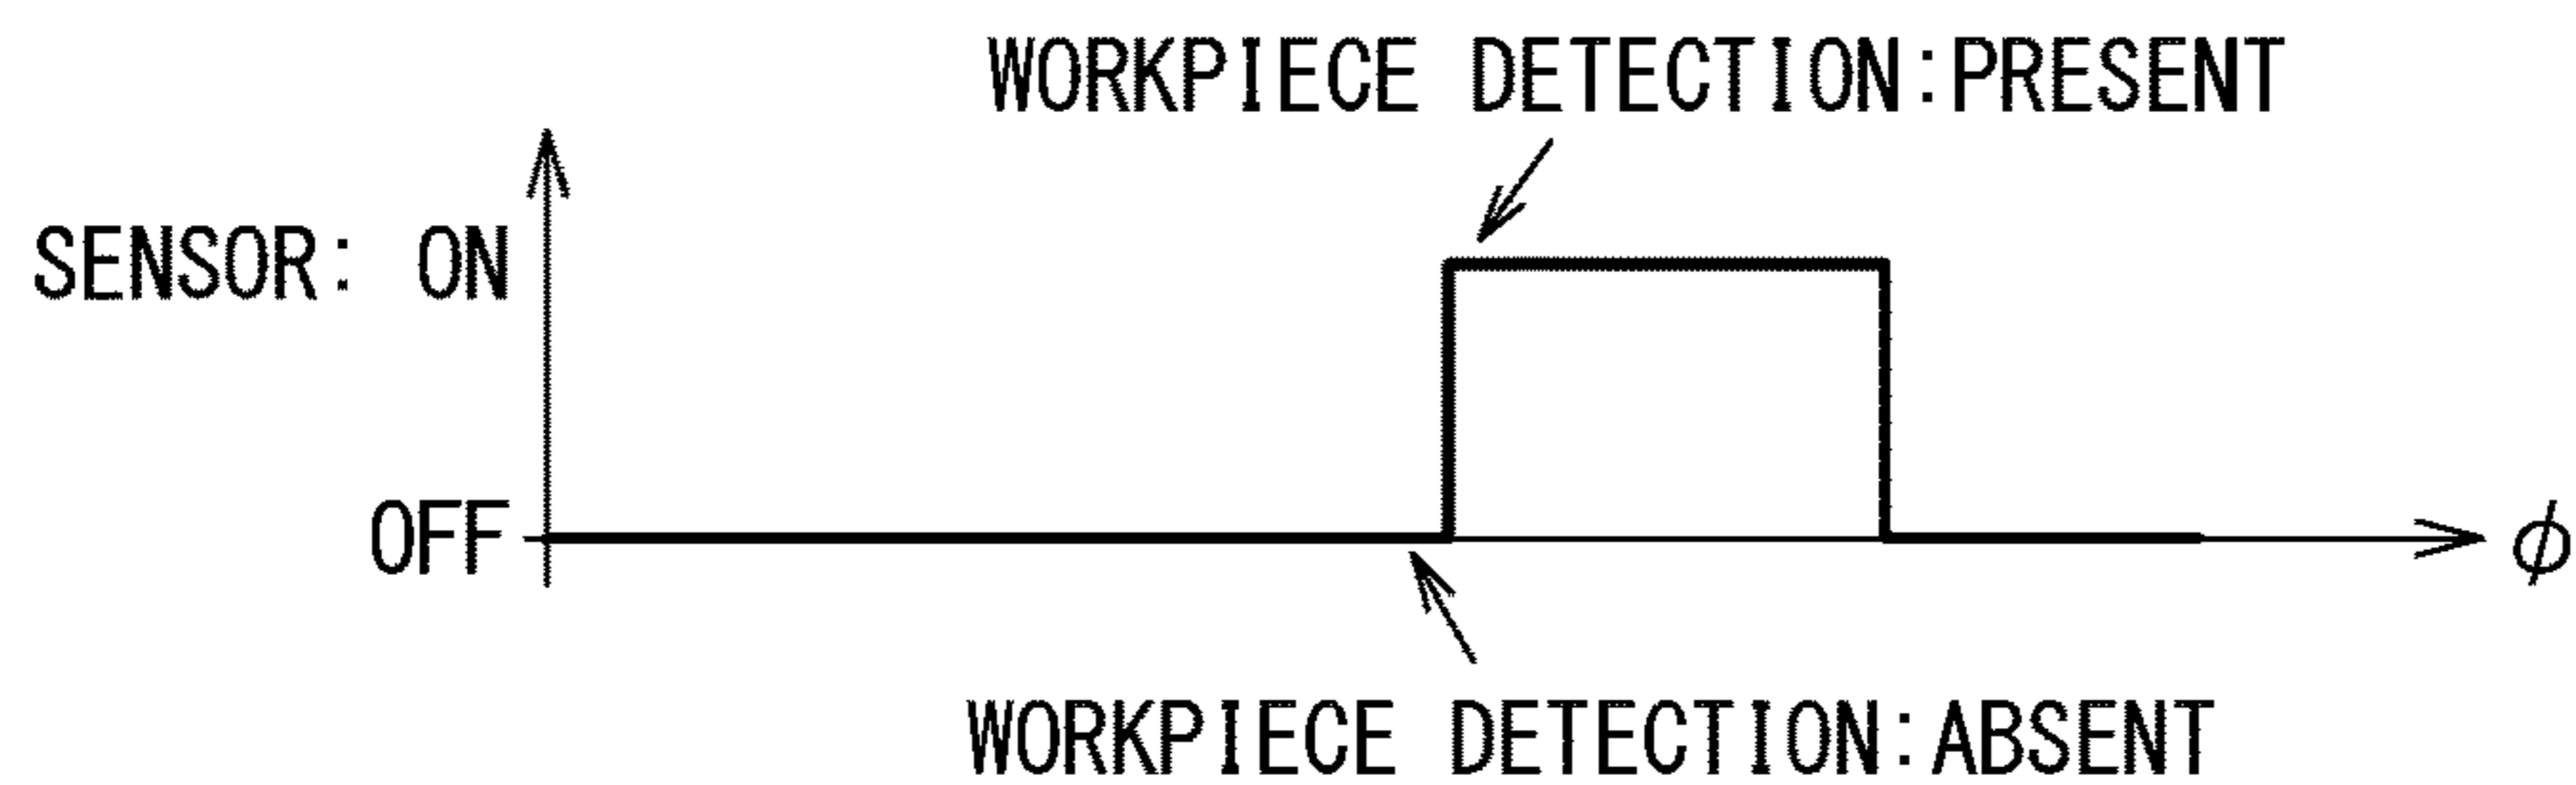 WORKPIECE DETECTION:PRESENT
SENSOR: ON
OFF
φ
WORKPIECE DETECTION:ABSENT